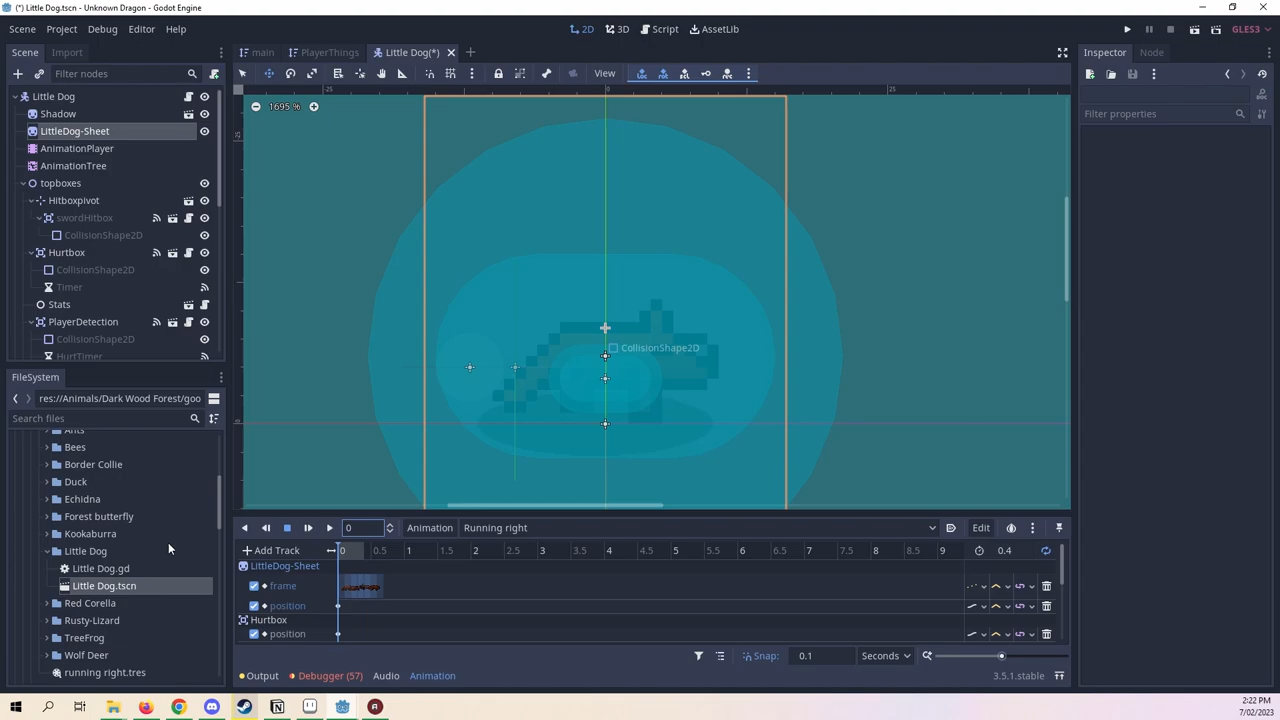 (*) Little Dog.tscn - Unknown Dragon - Godot Engine
Scene Project Debug Editor Help
2D 3D Script AssetLib
GLES3
Scene Import
main PlayerThings Little Dog(*)
Inspector Node
Filter nodes
View
1695 %
-25 0 25
Filter properties
Little Dog
Shadow
LittleDog-Sheet
AnimationPlayer
AnimationTree
topboxes
Hitboxpivot
swordHitbox
CollisionShape2D
Hurtbox
CollisionShape2D
Timer
Stats
PlayerDetection
CollisionShape2D
HurtTimer
CollisionShape2D
FileSystem
res://Animals/Dark Wood Forest/goo
Search files
Ants
Bees
Border Collie
Duck
Echidna
Forest butterfly
Kookaburra
Little Dog
Little Dog.gd
Little Dog.tscn
Red Corella
Rusty-Lizard
TreeFrog
Wolf Deer
running right.tres
0 Animation Running right Edit
Add Track 0 0.5 1 1.5 2 2.5 3 3.5 4 4.5 5 5.5 6 6.5 7 7.5 8 8.5 9 0.4
LittleDog-Sheet
frame
position
Hurtbox
position
Snap: 0.1 Seconds
Output Debugger (57) Audio Animation 3.5.1.stable
2:22 PM
7/02/2023